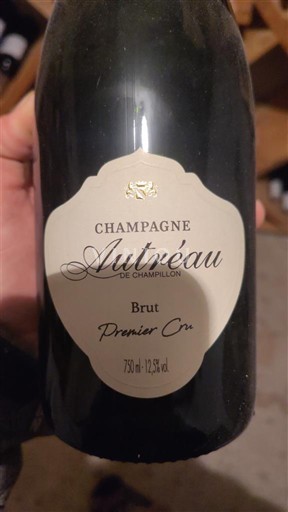 CHAMPAGNE
Autréau
DE CHAMPILLON
Brut
Premier Cru
750 ml - 12,5% vol.